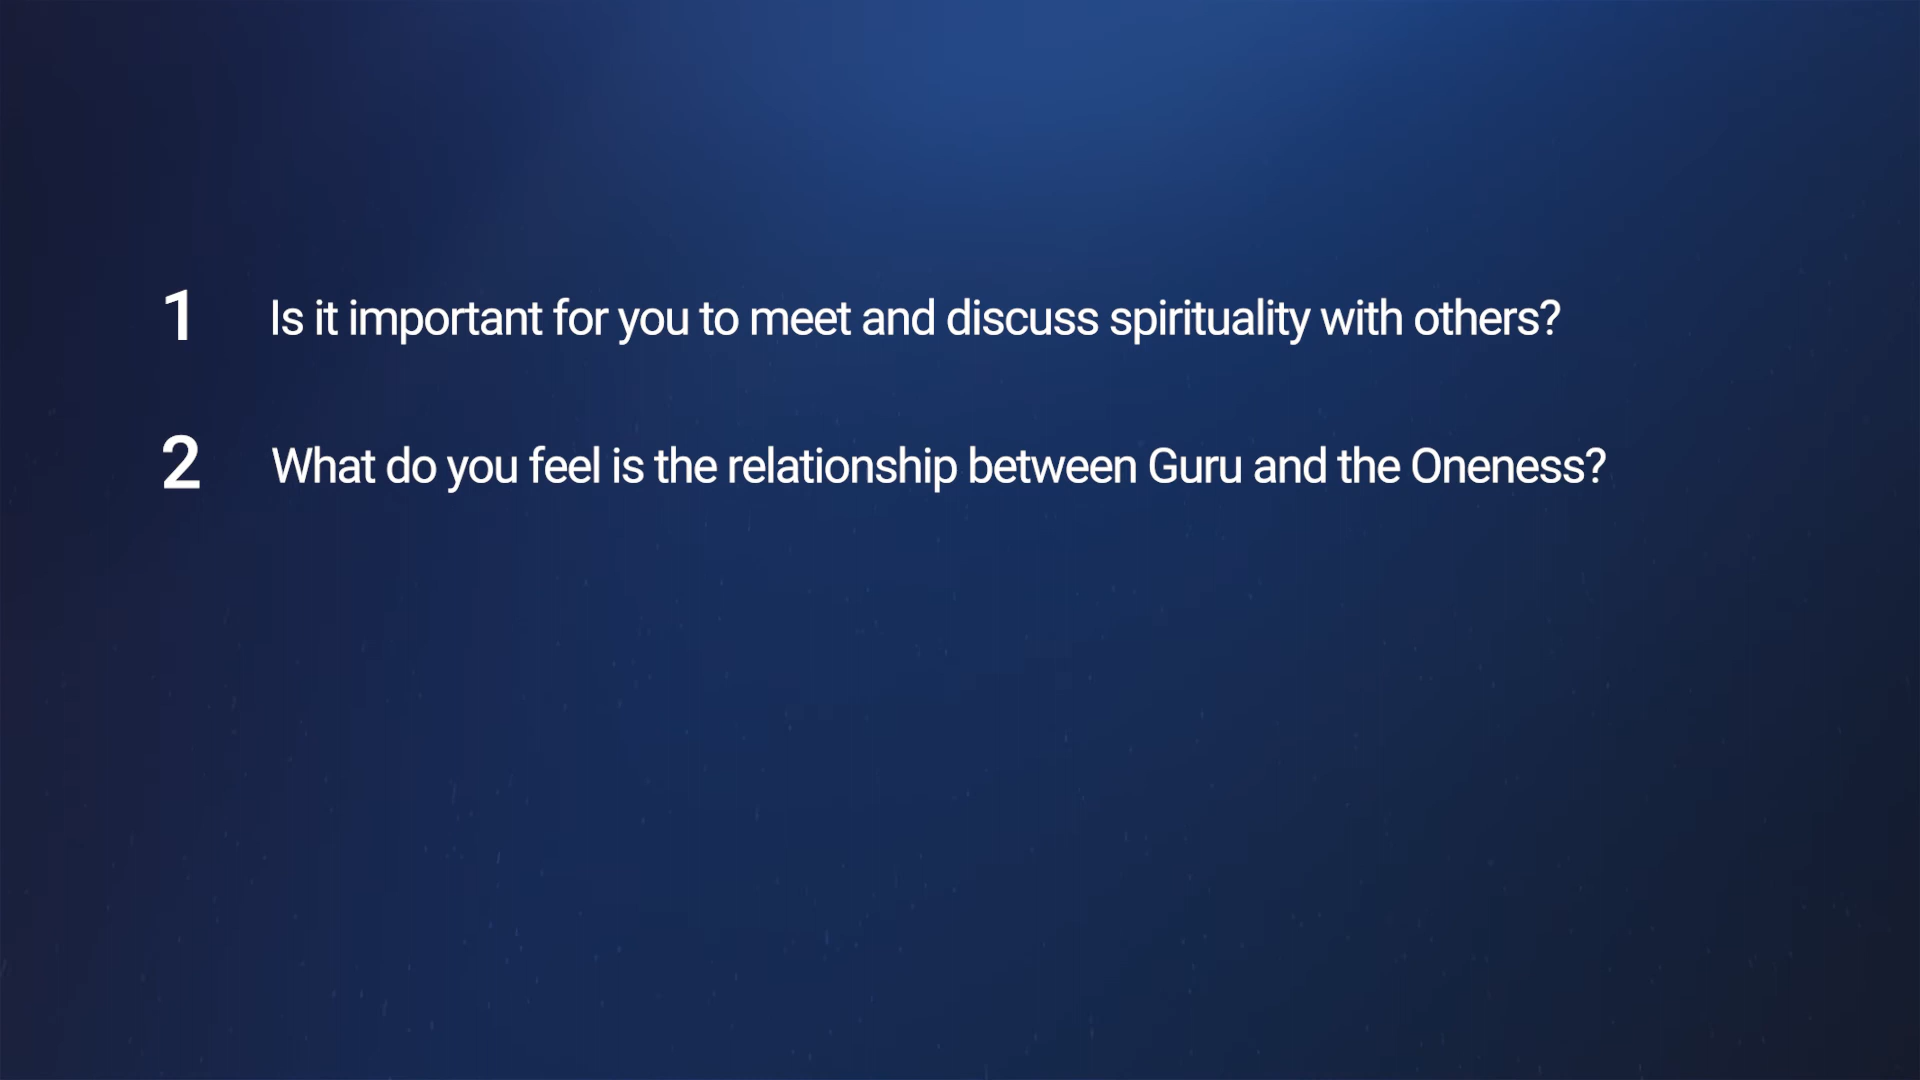 1 Is it important for you to meet and discuss spirituality with others?
2 What do you feel is the relationship between Guru and the Oneness?